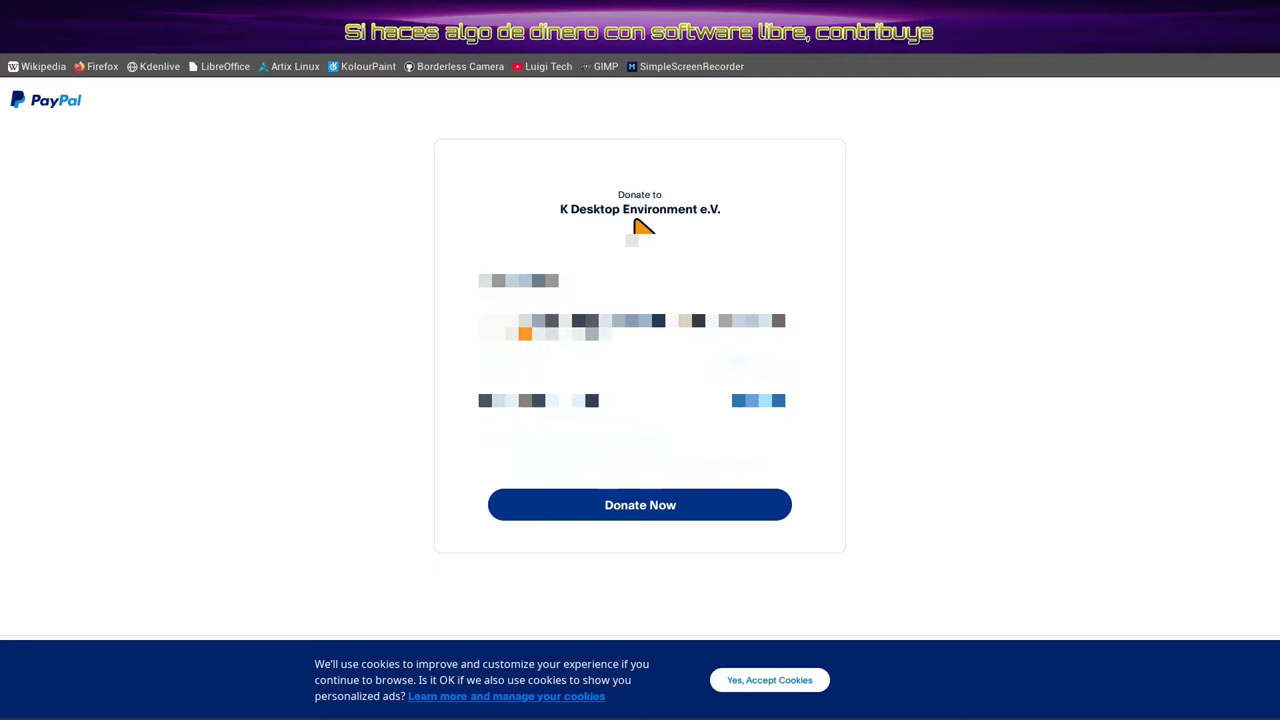 Si haces algo de dinero con software libre, contribuye
Wikipedia Firefox Kdenlive LibreOffice Artix Linux KolourPaint Borderless Camera Luigi Tech GIMP SimpleScreenRecorder
PayPal
Donate to
K Desktop Environment e.V.
Donate Now
We'll use cookies to improve and customize your experience if you
continue to browse. Is it OK if we also use cookies to show you
personalized ads? Learn more and manage your cookies
Yes, Accept Cookies